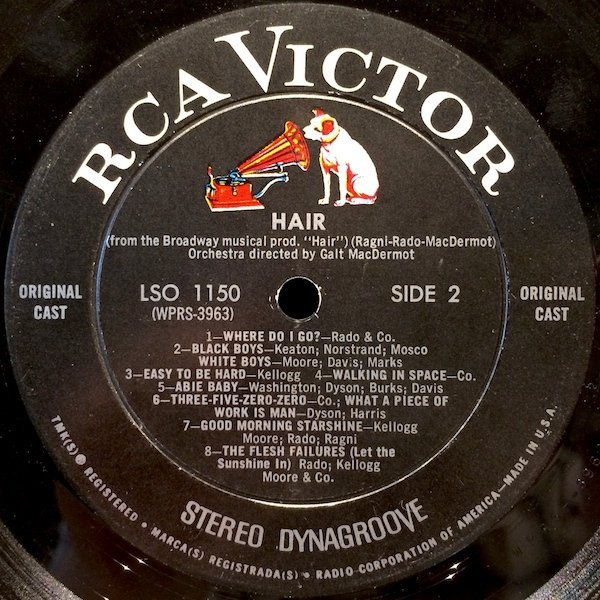 RCA VICTOR
HAIR
(from the Broadway musical prod. "Hair") (Ragni-Rado-MacDermot)
Orchestra directed by Galt MacDermot
ORIGINAL
CAST
LSO 1150
(WPRS-3963)
SIDE 2
ORIGINAL
CAST
1—WHERE DO I GO?—Rado & Co.
2—BLACK BOYS—Keaton; Norstrand; Mosco
WHITE BOYS—Moore; Davis; Marks
3—EASY TO BE HARD—Kellogg 4—WALKING IN SPACE—Co.
5—ABIE BABY—Washington; Dyson; Burks; Davis
6—THREE-FIVE-ZERO-ZERO—Co.; WHAT A PIECE OF
WORK IS MAN—Dyson; Harris
7—GOOD MORNING STARSHINE—Kellogg
Moore; Rado; Ragni
8—THE FLESH FAILURES (Let the
Sunshine In) Rado; Kellogg
Moore & Co.
STEREO DYNAGROOVE
TMK(S) ® REGISTERED • MARCA(S) REGISTRADA(S) • RADIO CORPORATION OF AMERICA—MADE IN U.S.A.